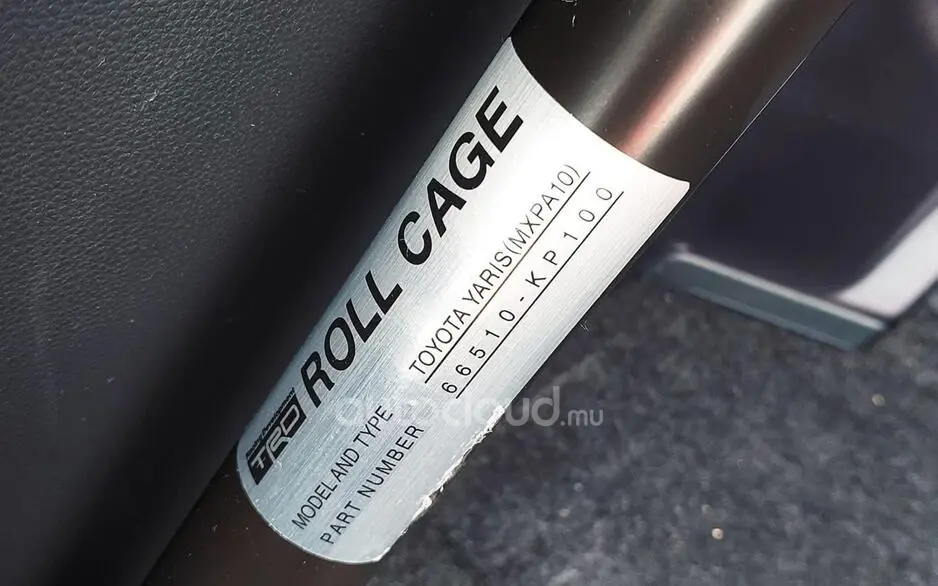 TRD ROLL CAGE
MODEL AND TYPE TOYOTA YARIS(MXPA10)
PART NUMBER 66510-KP100
autocloud.mu